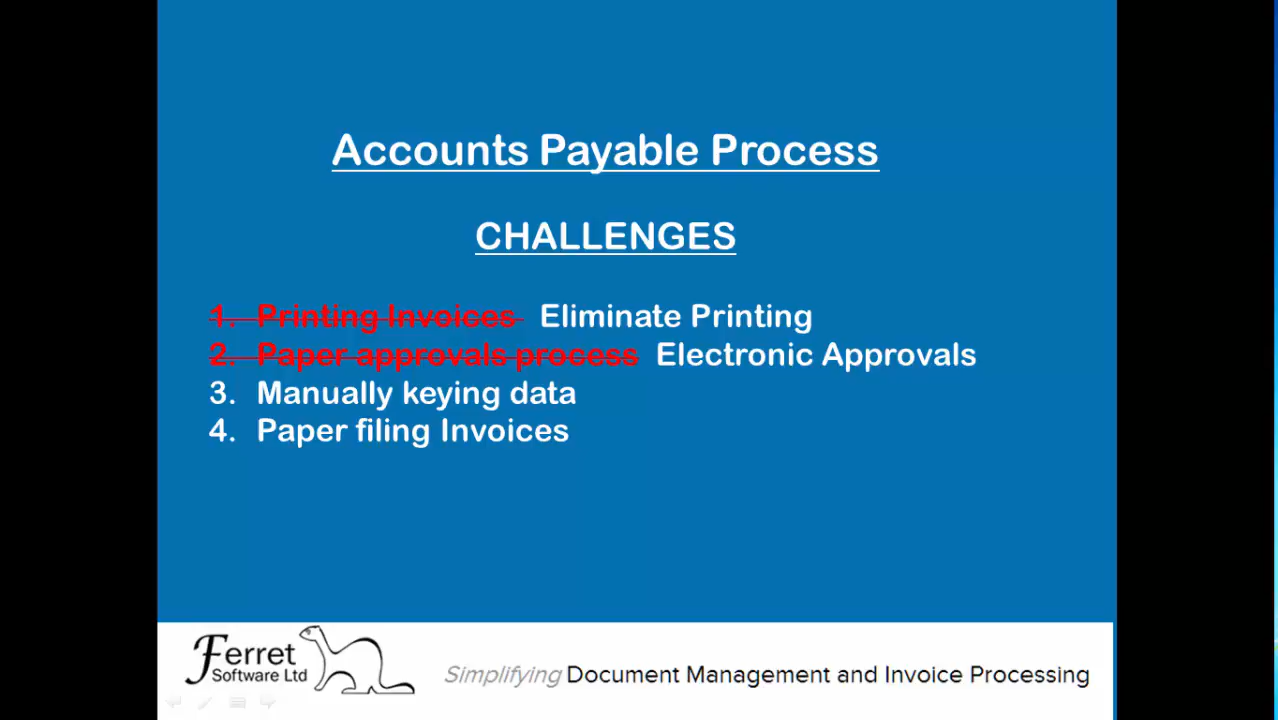 Accounts Payable Process
CHALLENGES
1. Printing Invoices Eliminate Printing
2. Paper approvals process Electronic Approvals
3. Manually keying data
4. Paper filing Invoices
Ferret
Software Ltd
Simplifying Document Management and Invoice Processing